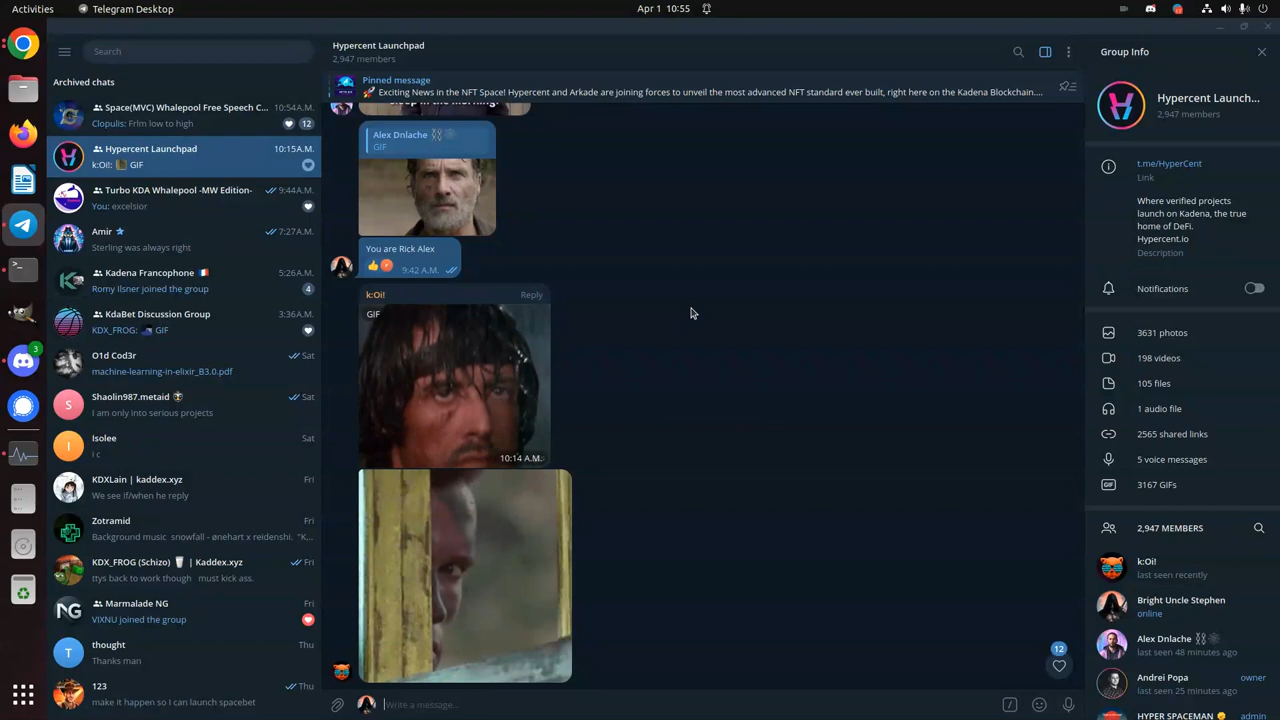 Activities
Telegram Desktop
Apr 1 10:55
Search
Archived chats
Space(MVC) Whalepool Free Speech C...
10:54A.M.
Clopulis: Frlm low to high
12
Hypercent Launchpad
10:15A.M.
k:Oi!: GIF
Turbo KDA Whalepool -MW Edition-
9:44A.M.
You: excelsior
Amir
7:27A.M.
Sterling was always right
Kadena Francophone
5:26A.M.
Romy Ilsner joined the group
4
KdaBet Discussion Group
3:36A.M.
KDX_FROG: GIF
O1d Cod3r
Sat
machine-learning-in-elixir_B3.0.pdf
Shaolin987.metaid
Sat
I am only into serious projects
Isolee
Sat
i c
KDXLain | kaddex.xyz
Fri
We see/if when he reply
Zotramid
Fri
Background music snowfall - ønehart x reidenshi. "K,..
KDX_FROG (Schizo) | Kaddex.xyz
Fri
ttys back to work though must kick ass.
Marmalade NG
Fri
VIXNU joined the group
thought
Thu
Thanks man
123
Thu
make it happen so I can launch spacebet
3
S
I
NG
T
Hypercent Launchpad
2,947 members
Pinned message
🚀 Exciting News in the NFT Space! Hypercent and Arkade are joining forces to unveil the most advanced NFT standard ever built, right here on the Kadena Blockchain....
Alex Dnlache
GIF
You are Rick Alex
9:42 A.M.
k:Oi!
Reply
GIF
10:14 A.M.
12
Write a message...
Group Info
Hypercent Launch...
2,947 members
t.me/HyperCent
Link
Where verified projects
launch on Kadena, the true
home of DeFi.
Hypercent.io
Description
Notifications
3631 photos
198 videos
105 files
1 audio file
2565 shared links
5 voice messages
GIF
3167 GIFs
2,947 MEMBERS
k:Oi!
last seen recently
Bright Uncle Stephen
online
Alex Dnlache
last seen 48 minutes ago
Andrei Popa
owner
last seen 25 minutes ago
HYPER SPACEMAN
admin